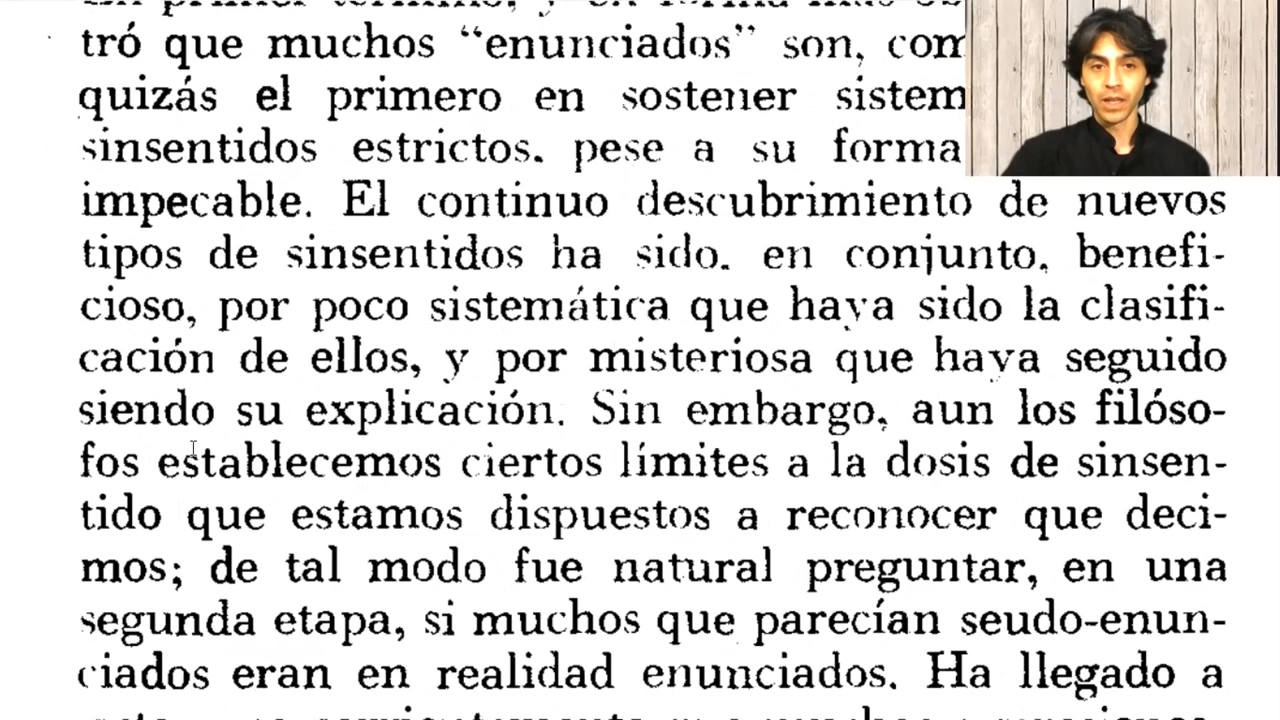 tró que muchos “enunciados” son, com
quizás el primero en sostener sistem
sinsentidos estrictos. pese a su forma
impecable. El continuo descubrimiento de nuevos
tipos de sinsentidos ha sido. en conjunto. benefi-
cioso, por poco sistemática que haya sido la clasifi-
cación de ellos, y por misteriosa que haya seguido
siendo su explicación. Sin embargo, aun los filóso-
fos establecemos ciertos límites a la dosis de sinsen-
tido que estamos dispuestos a reconocer que deci-
mos; de tal modo fue natural preguntar, en una
segunda etapa, si muchos que parecían seudo-enun-
ciados eran en realidad enunciados. Ha llegado a